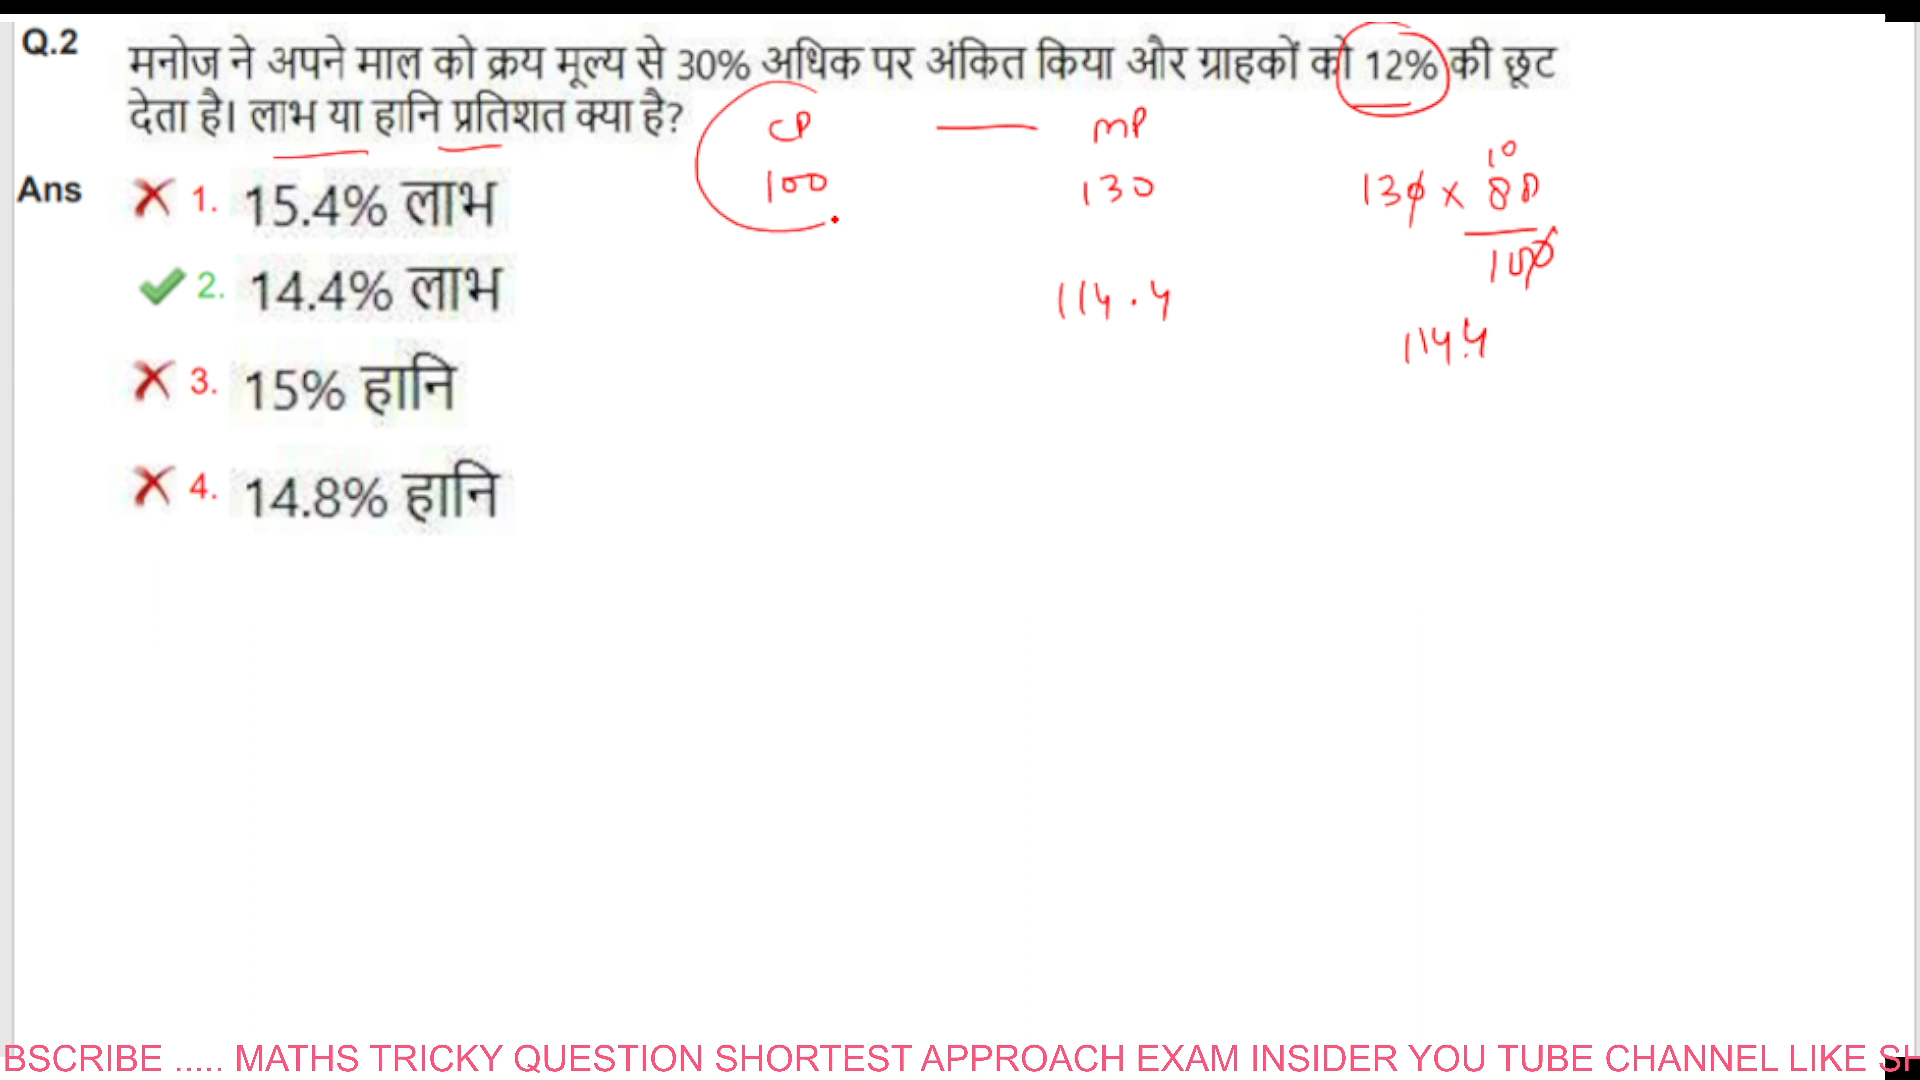 Q.2
मनोज ने अपने माल को क्रय मूल्य से 30% अधिक पर अंकित किया और ग्राहकों को 12% की छूट
देता है। लाभ या हानि प्रतिशत क्या है?
CP — MP
100 130 130 x 88
10
100
Ans
1. 15.4% लाभ
2. 14.4% लाभ
114.4
114.4
3. 15% हानि
4. 14.8% हानि
BSCRIBE ..... MATHS TRICKY QUESTION SHORTEST APPROACH EXAM INSIDER YOU TUBE CHANNEL LIKE